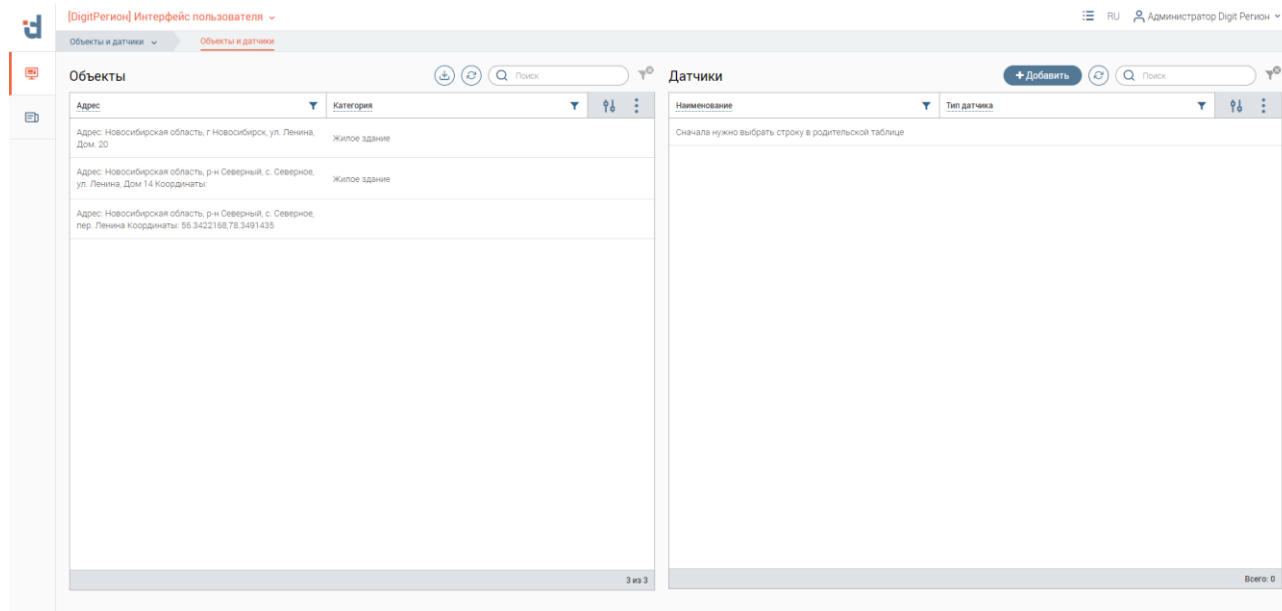 [DigitРегион] Интерфейс пользователя
RU Администратор Digit Регион
Объекты и датчики Объекты и датчики
Объекты
Поиск
Датчики
+ Добавить
Поиск
Адрес Категория
Наименование Тип датчика
Адрес: Новосибирская область, г Новосибирск, ул. Ленина,
Дом. 20
Жилое здание
Сначала нужно выбрать строку в родительской таблице
Адрес: Новосибирская область, р-н Северный, с. Северное,
ул. Ленина, Дом 14 Координаты:
Жилое здание
Адрес: Новосибирская область, р-н Северный, с. Северное,
пер. Ленина Координаты: 56.3422168,78.3491435
3 из 3
Всего: 0